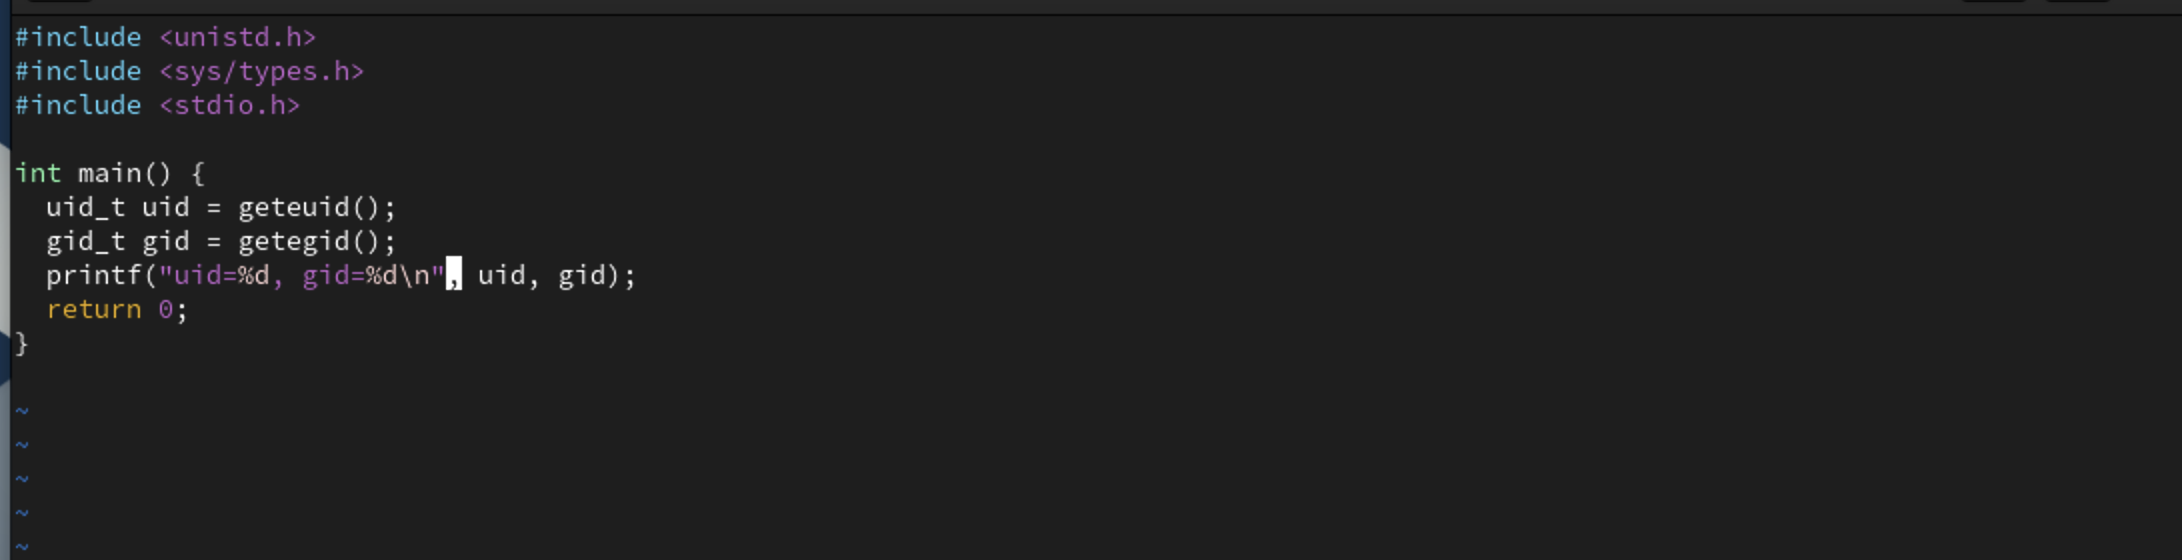 #include <unistd.h>
#include <sys/types.h>
#include <stdio.h>

int main() {
  uid_t uid = geteuid();
  gid_t gid = getegid();
  printf("uid=%d, gid=%d\n", uid, gid);
  return 0;
}

~
~
~
~
~